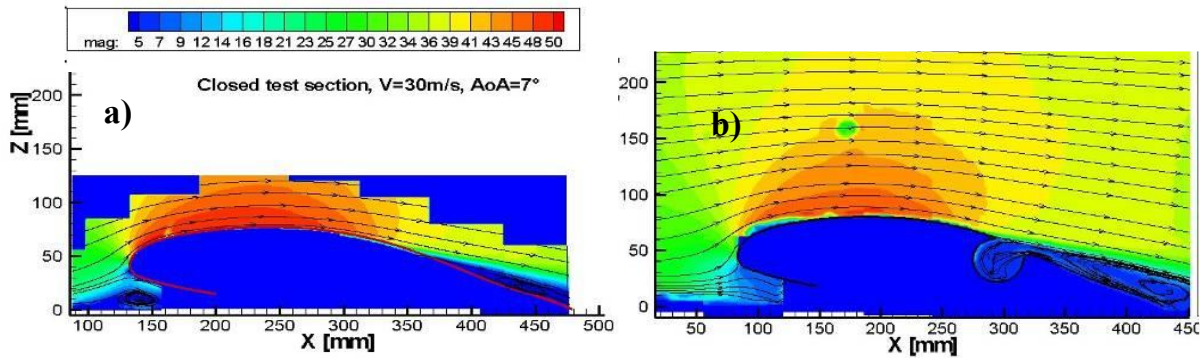 mag: 5 7 9 12 14 16 18 21 23 25 27 30 32 34 36 39 41 43 45 48 50
Closed test section, V=30m/s, AoA=7°
a)
Z [mm]
200
150
100
50
0
100 150 200 250 300 350 400 450 500
X [mm]
b)
200
150
100
50
0
50 100 150 200 250 300 350 400 450
X [mm]